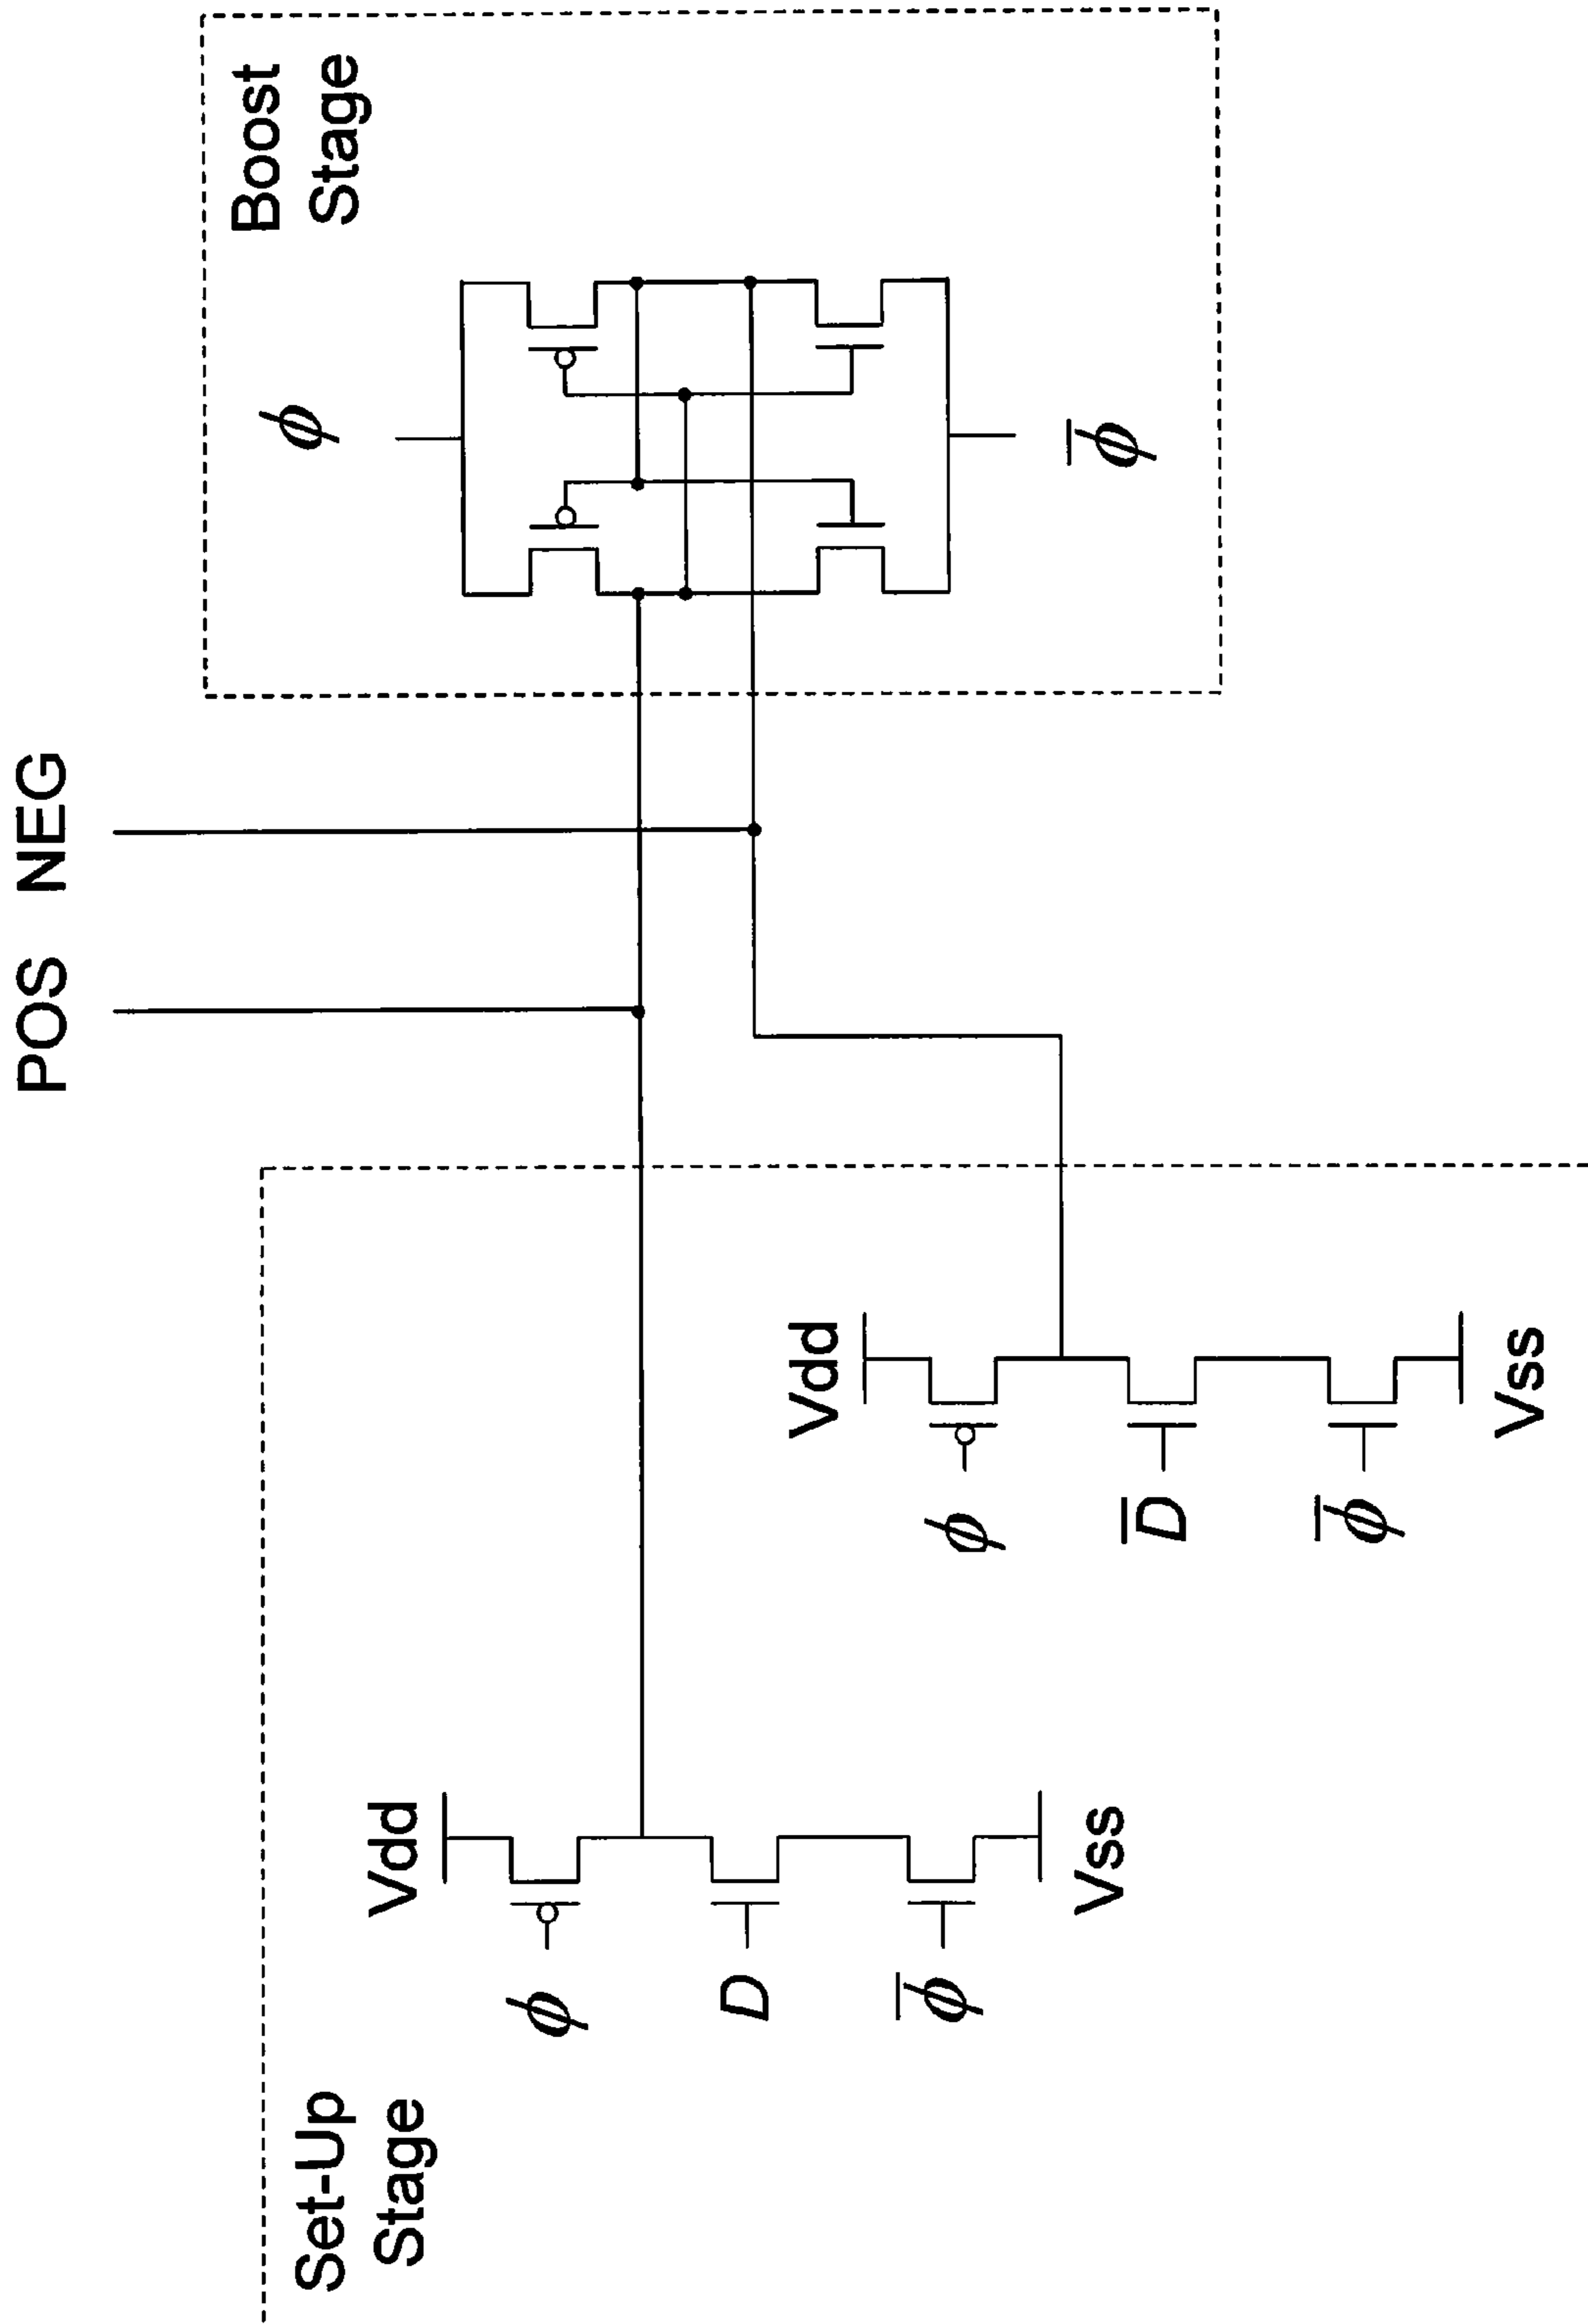 POS NEG
Boost
Stage
ϕ
ϕ̅
Set-Up
Stage
Vdd
ϕ
D
ϕ̅
Vss
Vdd
ϕ
D̅
ϕ̅
Vss